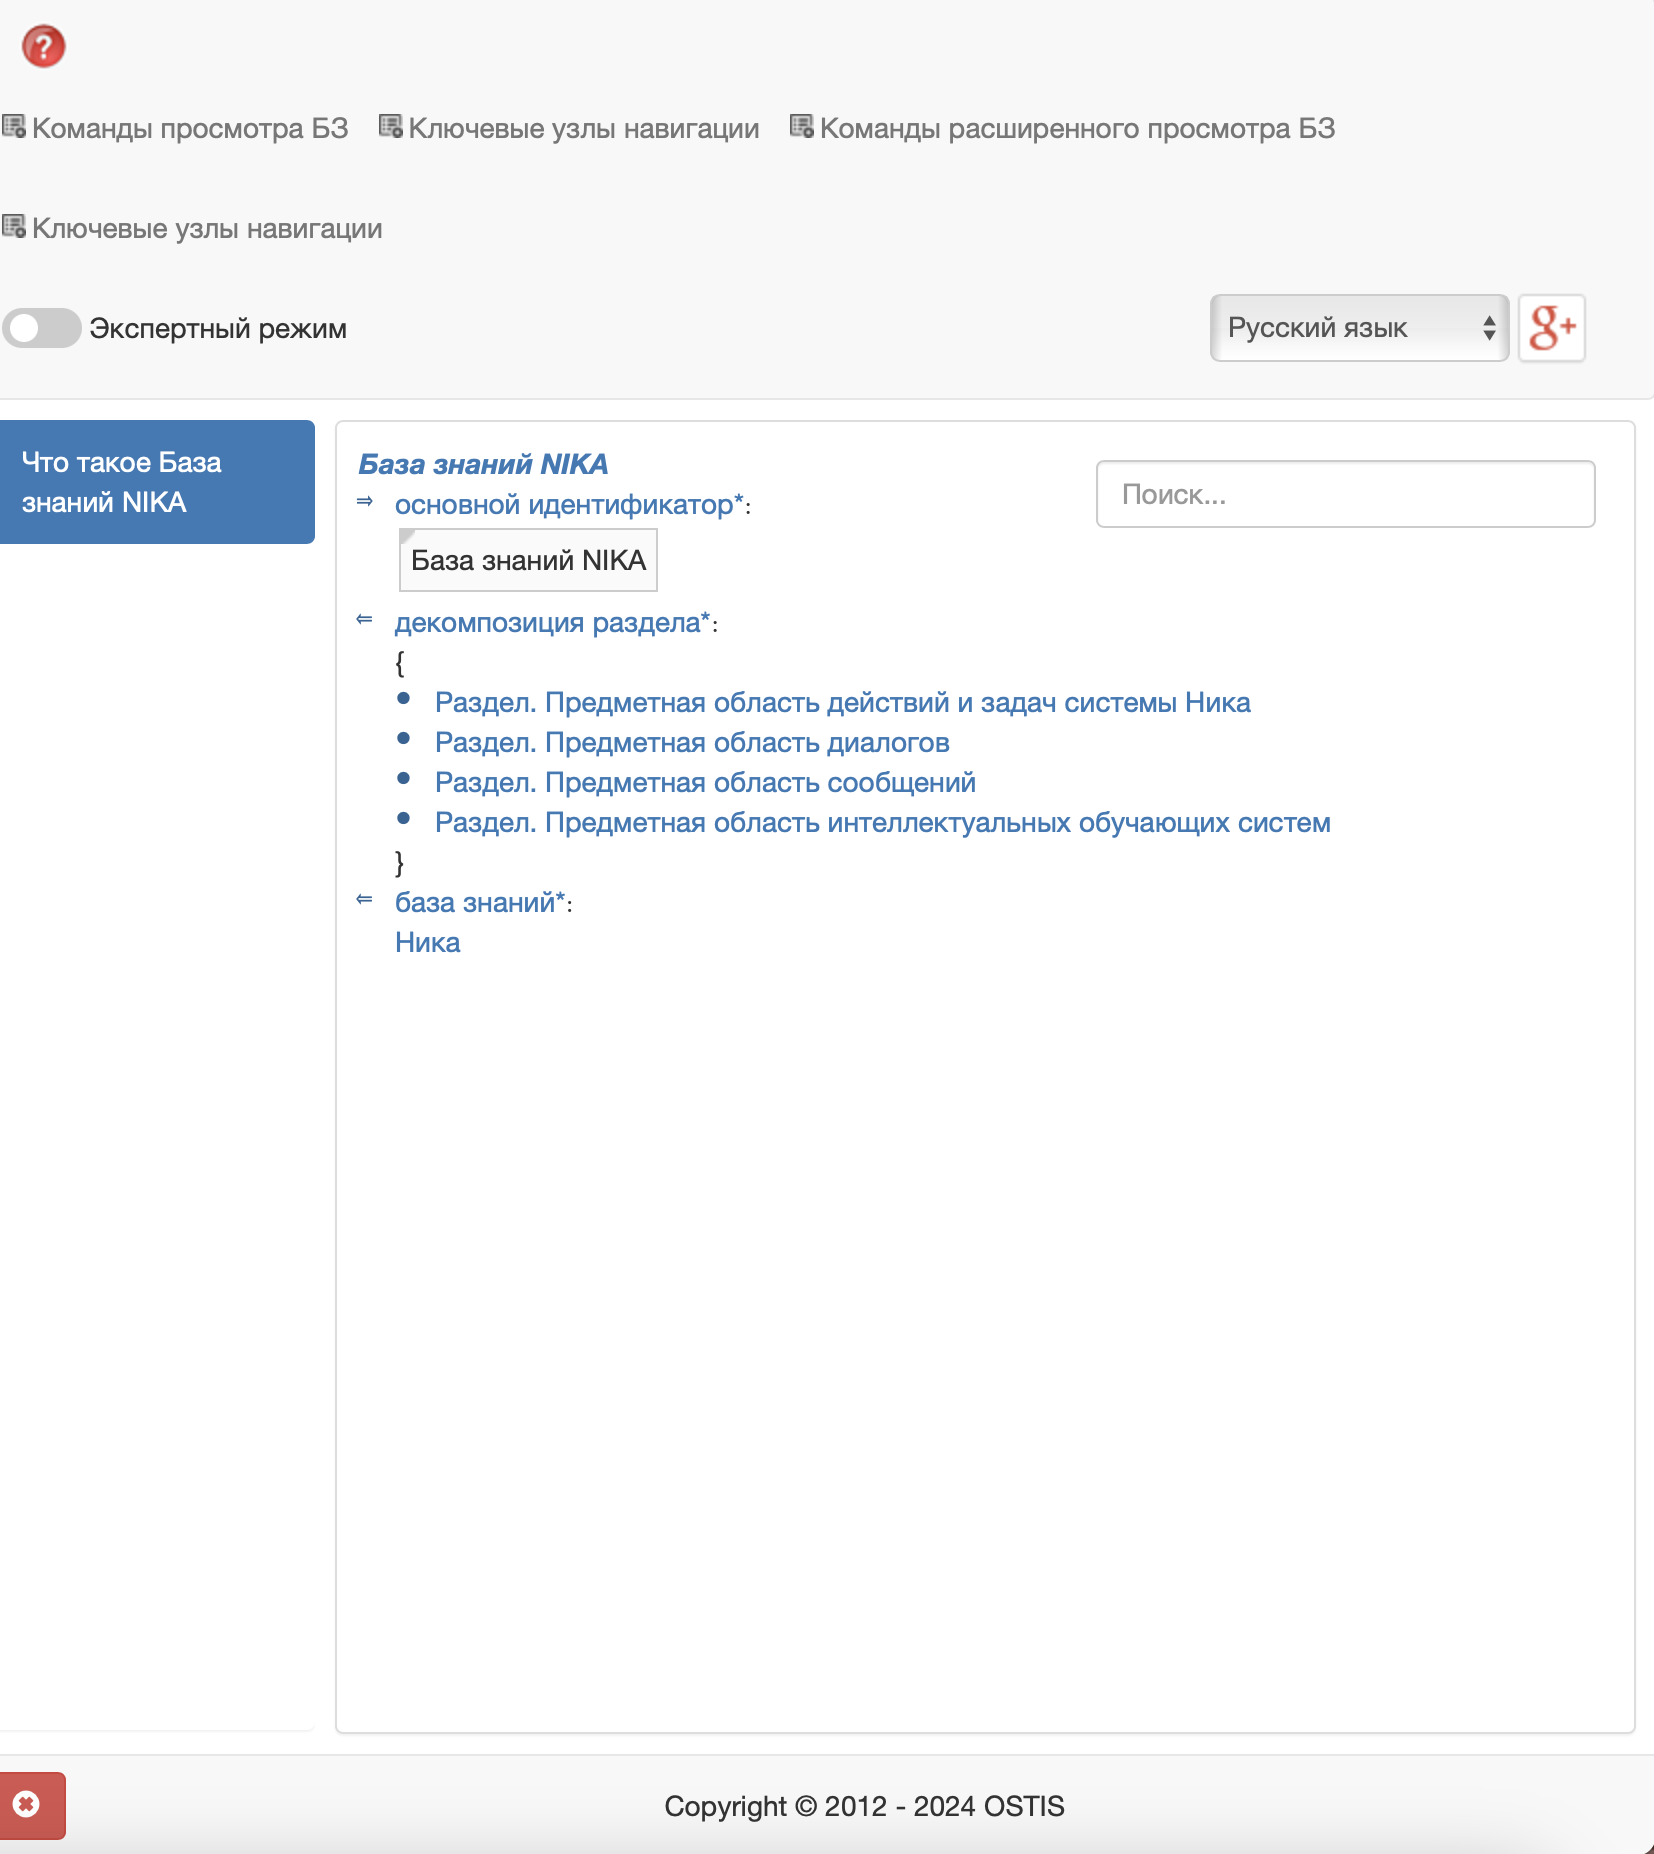 Команды просмотра БЗ Ключевые узлы навигации Команды расширенного просмотра БЗ
Ключевые узлы навигации
Экспертный режим Русский язык g+
Что такое База
знаний NIKA
База знаний NIKA
Поиск...
⇒ основной идентификатор*:
База знаний NIKA
⇐ декомпозиция раздела*:
{
• Раздел. Предметная область действий и задач системы Ника
• Раздел. Предметная область диалогов
• Раздел. Предметная область сообщений
• Раздел. Предметная область интеллектуальных обучающих систем
}
⇐ база знаний*:
Ника
Copyright © 2012 - 2024 OSTIS